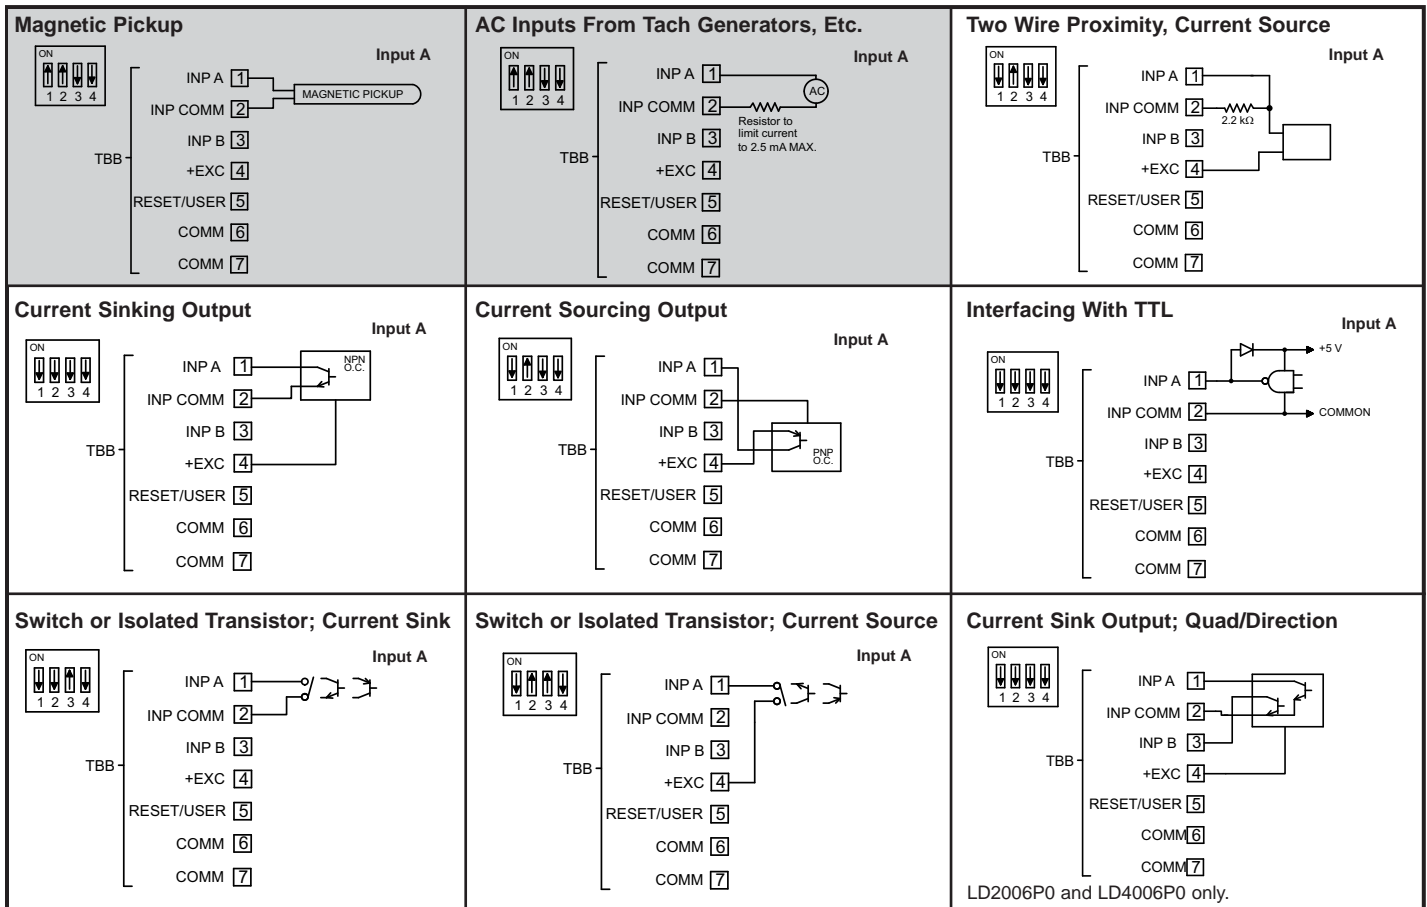 Magnetic Pickup
Input A
ON
1 2 3 4
TBB
INP A 1
MAGNETIC PICKUP
INP COMM 2
INP B 3
+EXC 4
RESET/USER 5
COMM 6
COMM 7
AC Inputs From Tach Generators, Etc.
Input A
ON
1 2 3 4
TBB
INP A 1
AC
INP COMM 2
Resistor to
limit current
to 2.5 mA MAX.
INP B 3
+EXC 4
RESET/USER 5
COMM 6
COMM 7
Two Wire Proximity, Current Source
Input A
ON
1 2 3 4
TBB
INP A 1
INP COMM 2
2.2 kΩ
INP B 3
+EXC 4
RESET/USER 5
COMM 6
COMM 7
Current Sinking Output
Input A
ON
1 2 3 4
TBB
INP A 1
NPN
O.C.
INP COMM 2
INP B 3
+EXC 4
RESET/USER 5
COMM 6
COMM 7
Current Sourcing Output
Input A
ON
1 2 3 4
TBB
INP A 1
INP COMM 2
INP B 3
PNP
O.C.
+EXC 4
RESET/USER 5
COMM 6
COMM 7
Interfacing With TTL
Input A
+5 V
ON
1 2 3 4
TBB
INP A 1
INP COMM 2
COMMON
INP B 3
+EXC 4
RESET/USER 5
COMM 6
COMM 7
Switch or Isolated Transistor; Current Sink
Input A
ON
1 2 3 4
TBB
INP A 1
INP COMM 2
INP B 3
+EXC 4
RESET/USER 5
COMM 6
COMM 7
Switch or Isolated Transistor; Current Source
Input A
ON
1 2 3 4
TBB
INP A 1
INP COMM 2
INP B 3
+EXC 4
RESET/USER 5
COMM 6
COMM 7
Current Sink Output; Quad/Direction
ON
1 2 3 4
TBB
INP A 1
INP COMM 2
INP B 3
+EXC 4
RESET/USER 5
COMM 6
COMM 7
LD2006P0 and LD4006P0 only.